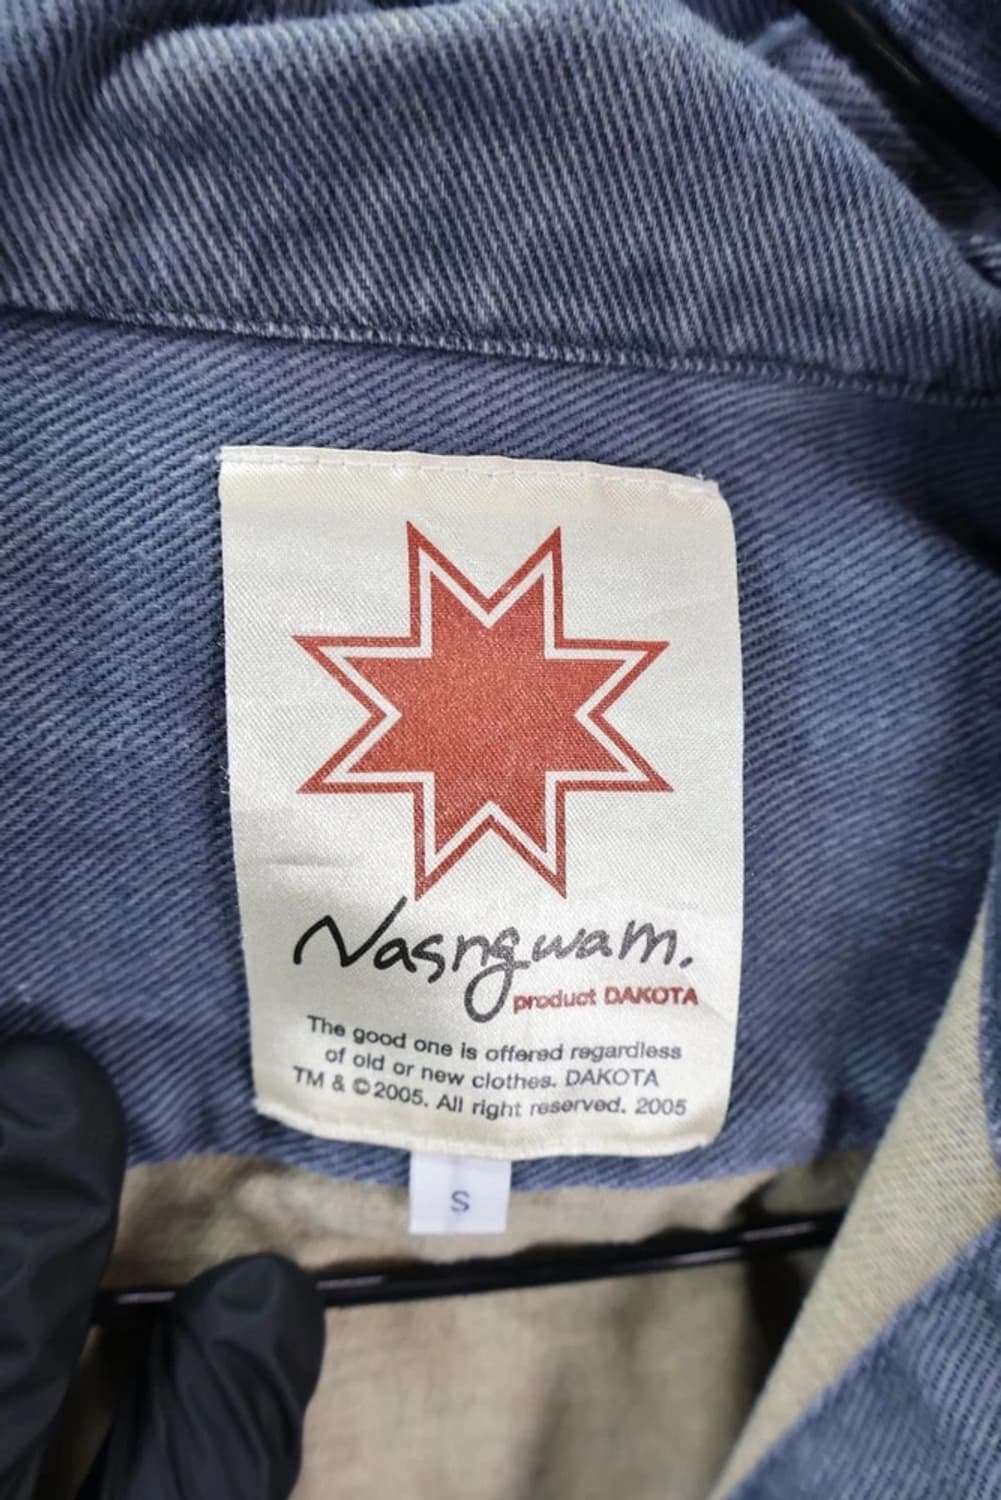 Nasngwam.
product DAKOTA
The good one is offered regardless
of old or new clothes. DAKOTA
TM & ©2005. All right reserved. 2005
S